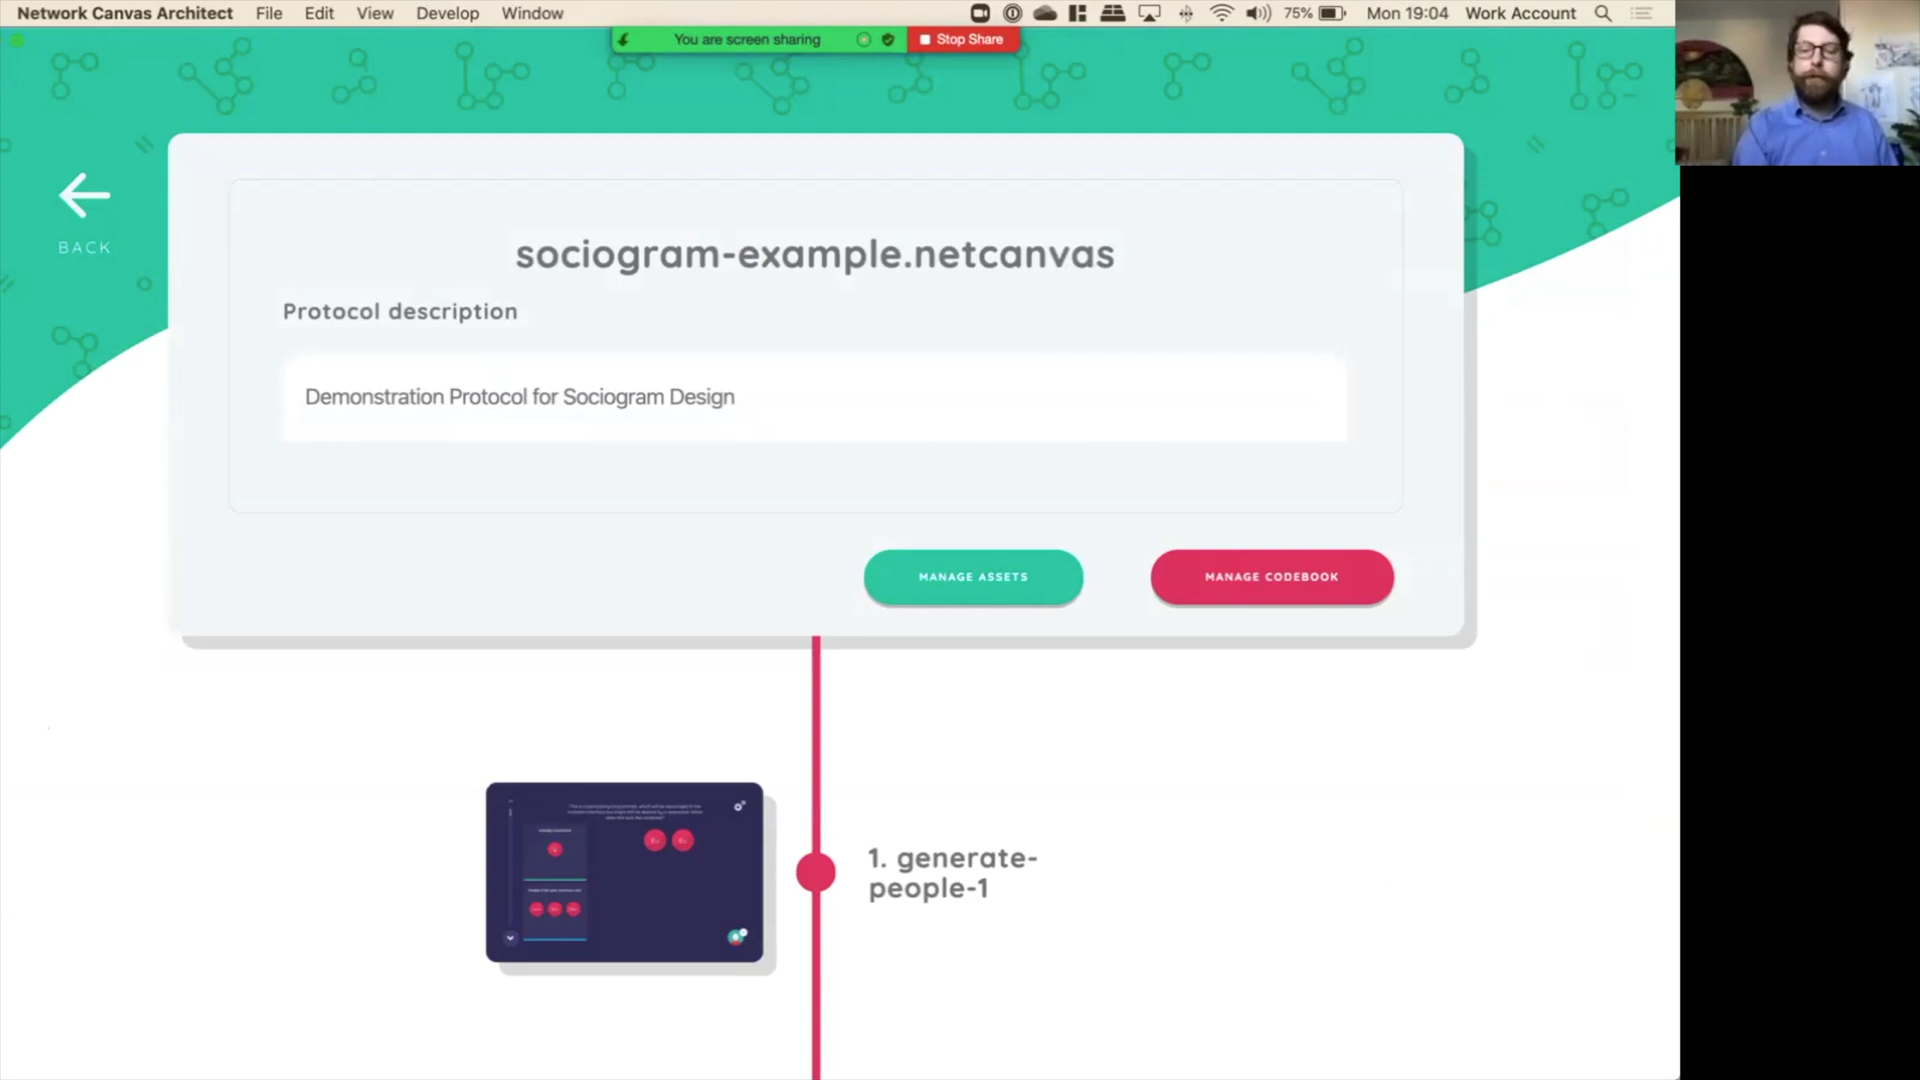 Network Canvas Architect File Edit View Develop Window 75% Mon 19:04 Work Account
You are screen sharing Stop Share
BACK
sociogram-example.netcanvas
Protocol description
Demonstration Protocol for Sociogram Design
MANAGE ASSETS MANAGE CODEBOOK
1. generate-
people-1